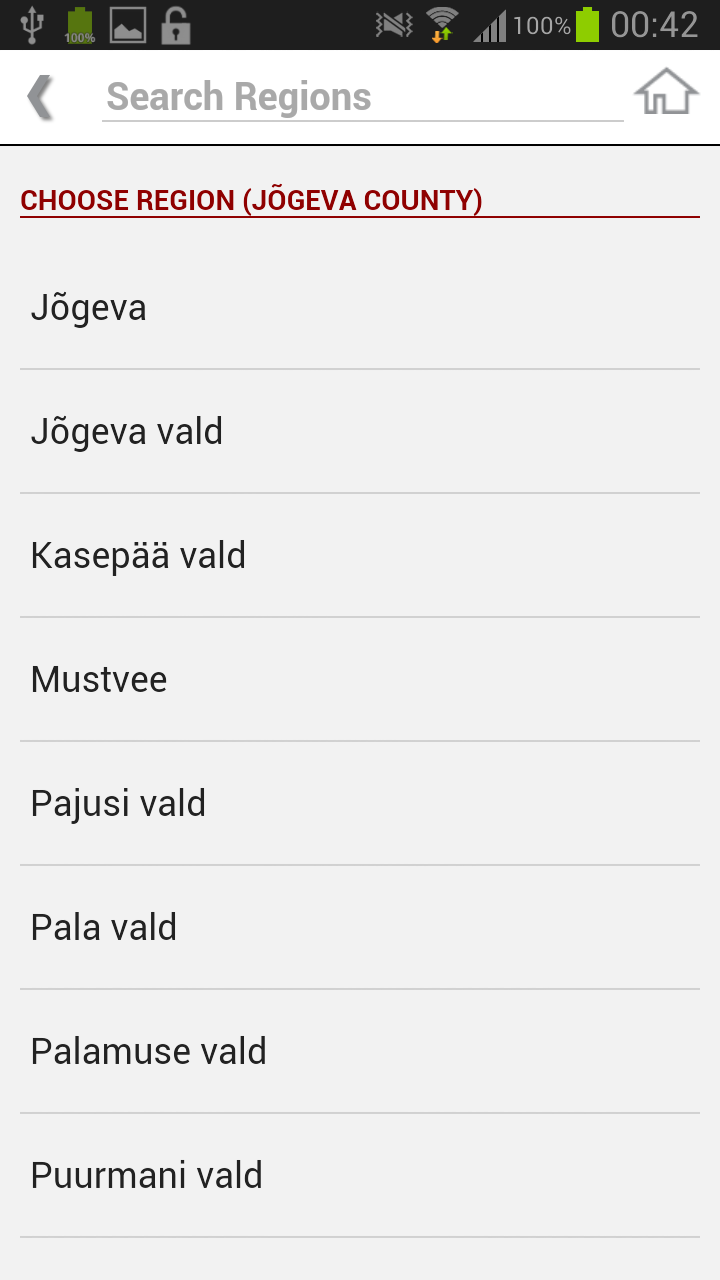 100%
100% 00:42
Search Regions
CHOOSE REGION (JÕGEVA COUNTY)
Jõgeva
Jõgeva vald
Kasepää vald
Mustvee
Pajusi vald
Pala vald
Palamuse vald
Puurmani vald